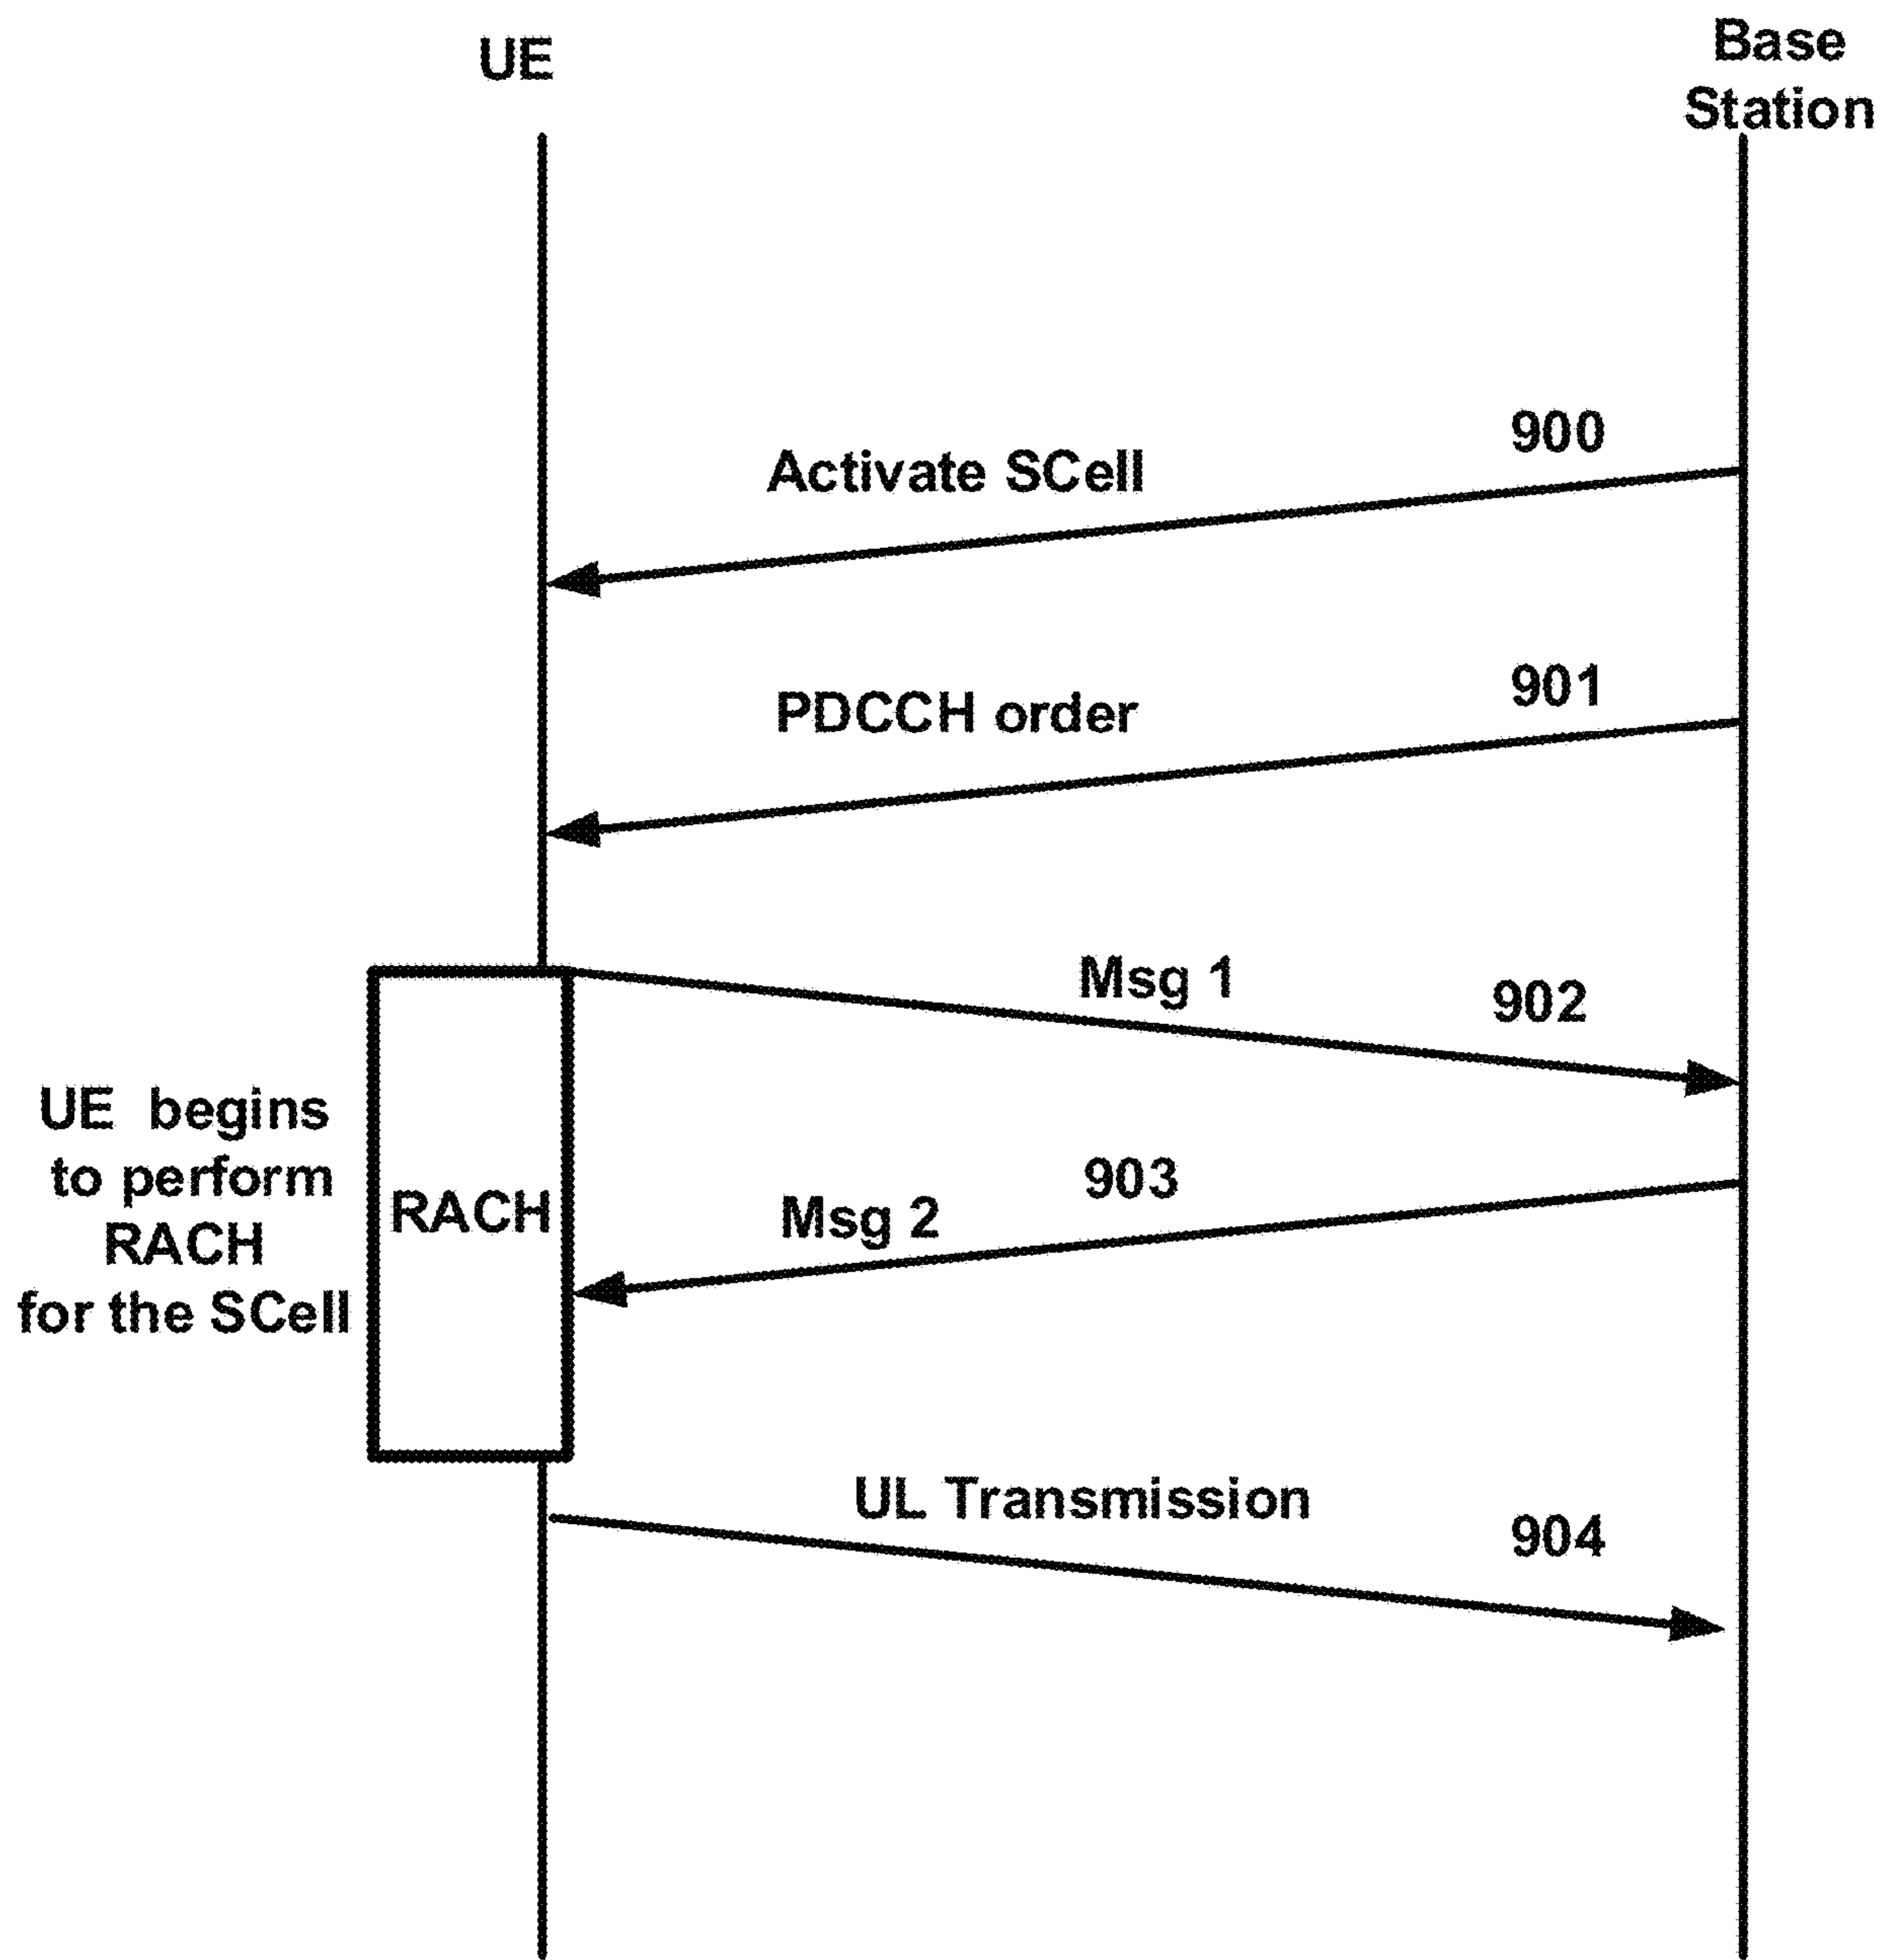 UE
Base
Station
900
Activate SCell
901
PDCCH order
Msg 1
902
UE begins
to perform
RACH
for the SCell
RACH
903
Msg 2
UL Transmission
904